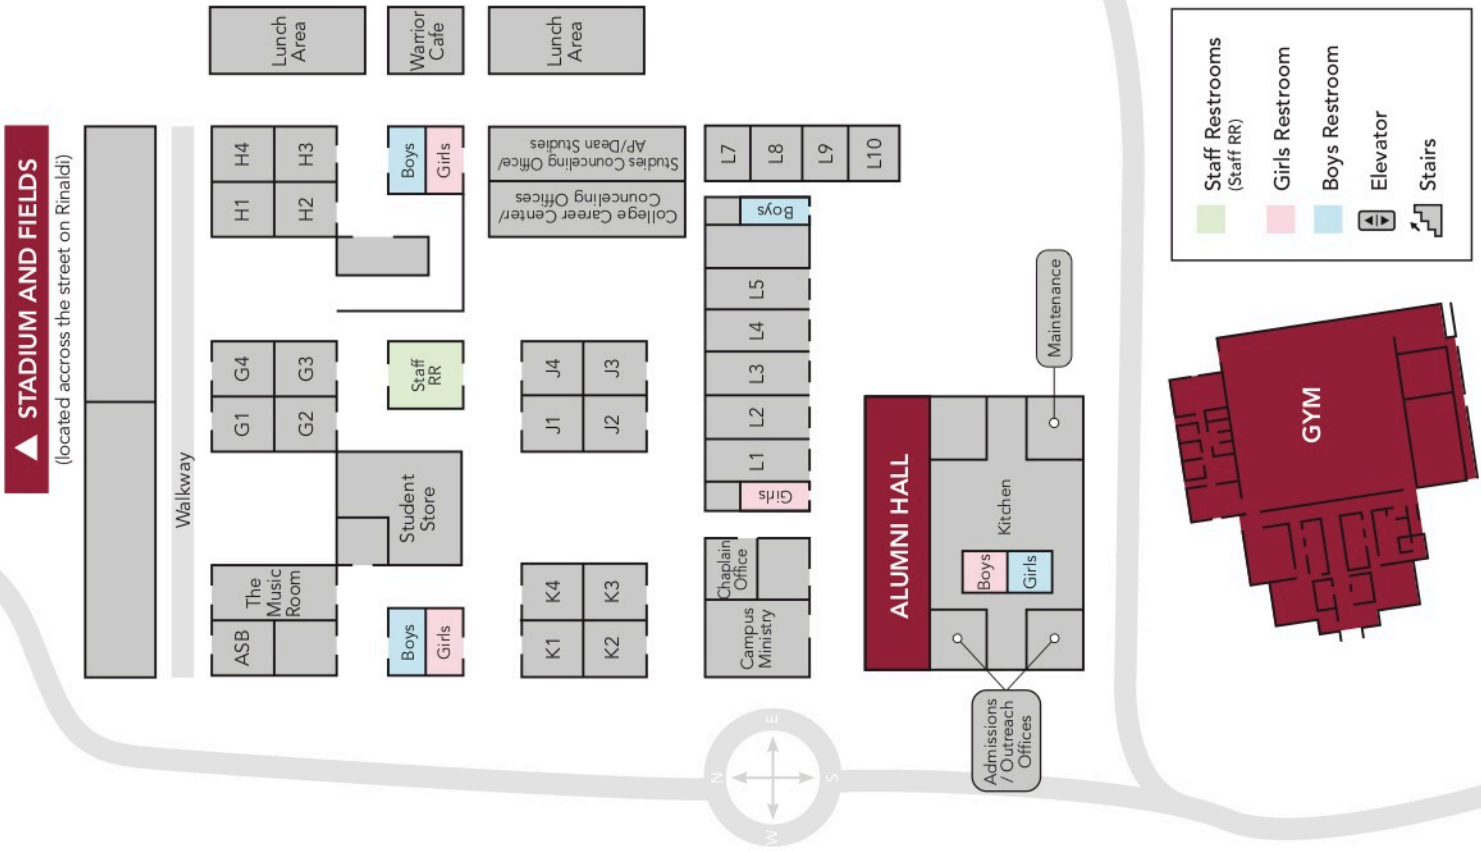 STADIUM AND FIELDS
(located accross the street on Rinaldi)
Walkway
Lunch
Area
Warrior
Cafe
Lunch
Area
H4
H3
H1
H2
Boys
Girls
Studies Counceling Office/
AP/Dean Studies
College Career Center/
Counceling Offices
L7
L8
L9
L10
Boys
L5
L4
L3
L2
L1
Girls
G4
G3
G1
G2
Staff
RR
J4
J3
J1
J2
Student
Store
The
Music
Room
ASB
Boys
Girls
K4
K3
K1
K2
Chaplain
Office
Campus
Ministry
ALUMNI HALL
Kitchen
Boys
Girls
Maintenance
Admissions
/ Outreach
Offices
N
E
S
W
GYM
Staff Restrooms
(Staff RR)
Girls Restroom
Boys Restroom
Elevator
Stairs